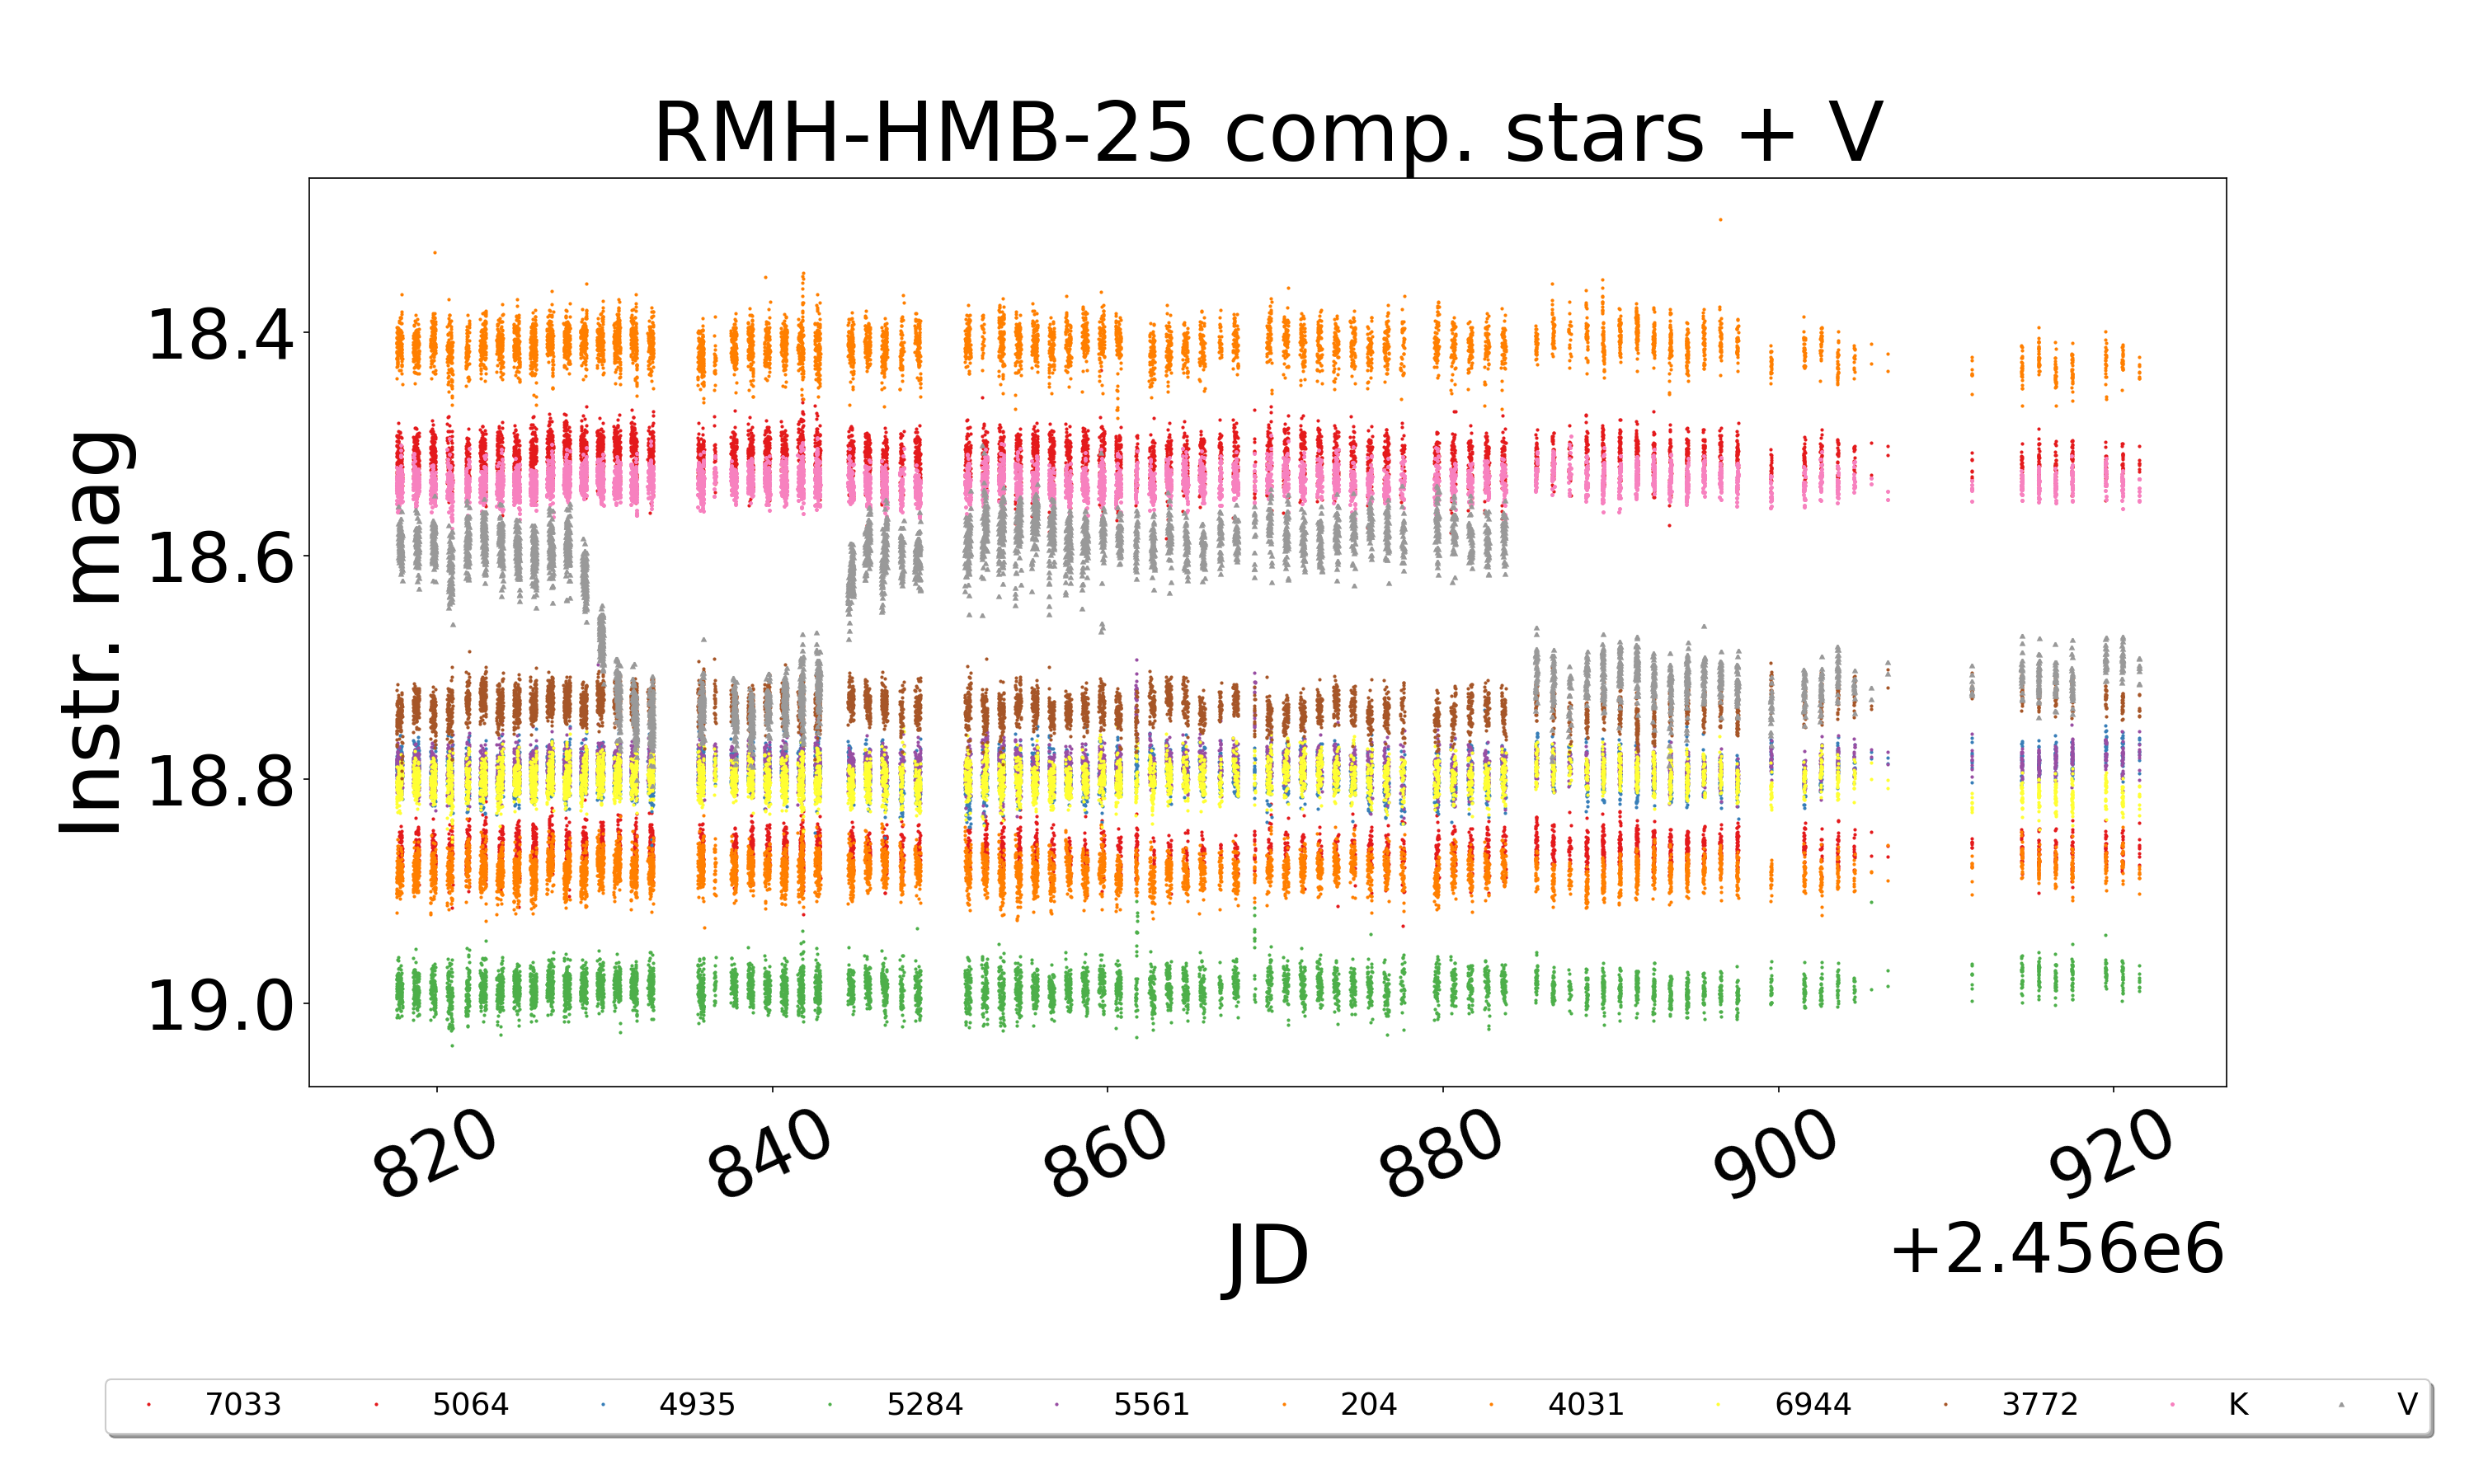 RMH-HMB-25 comp. stars + V
Instr. mag
18.4
18.6
18.8
19.0
820 840 860 880 900 920
JD
+2.456e6
7033 5064 4935 5284 5561 204 4031 6944 3772 K V